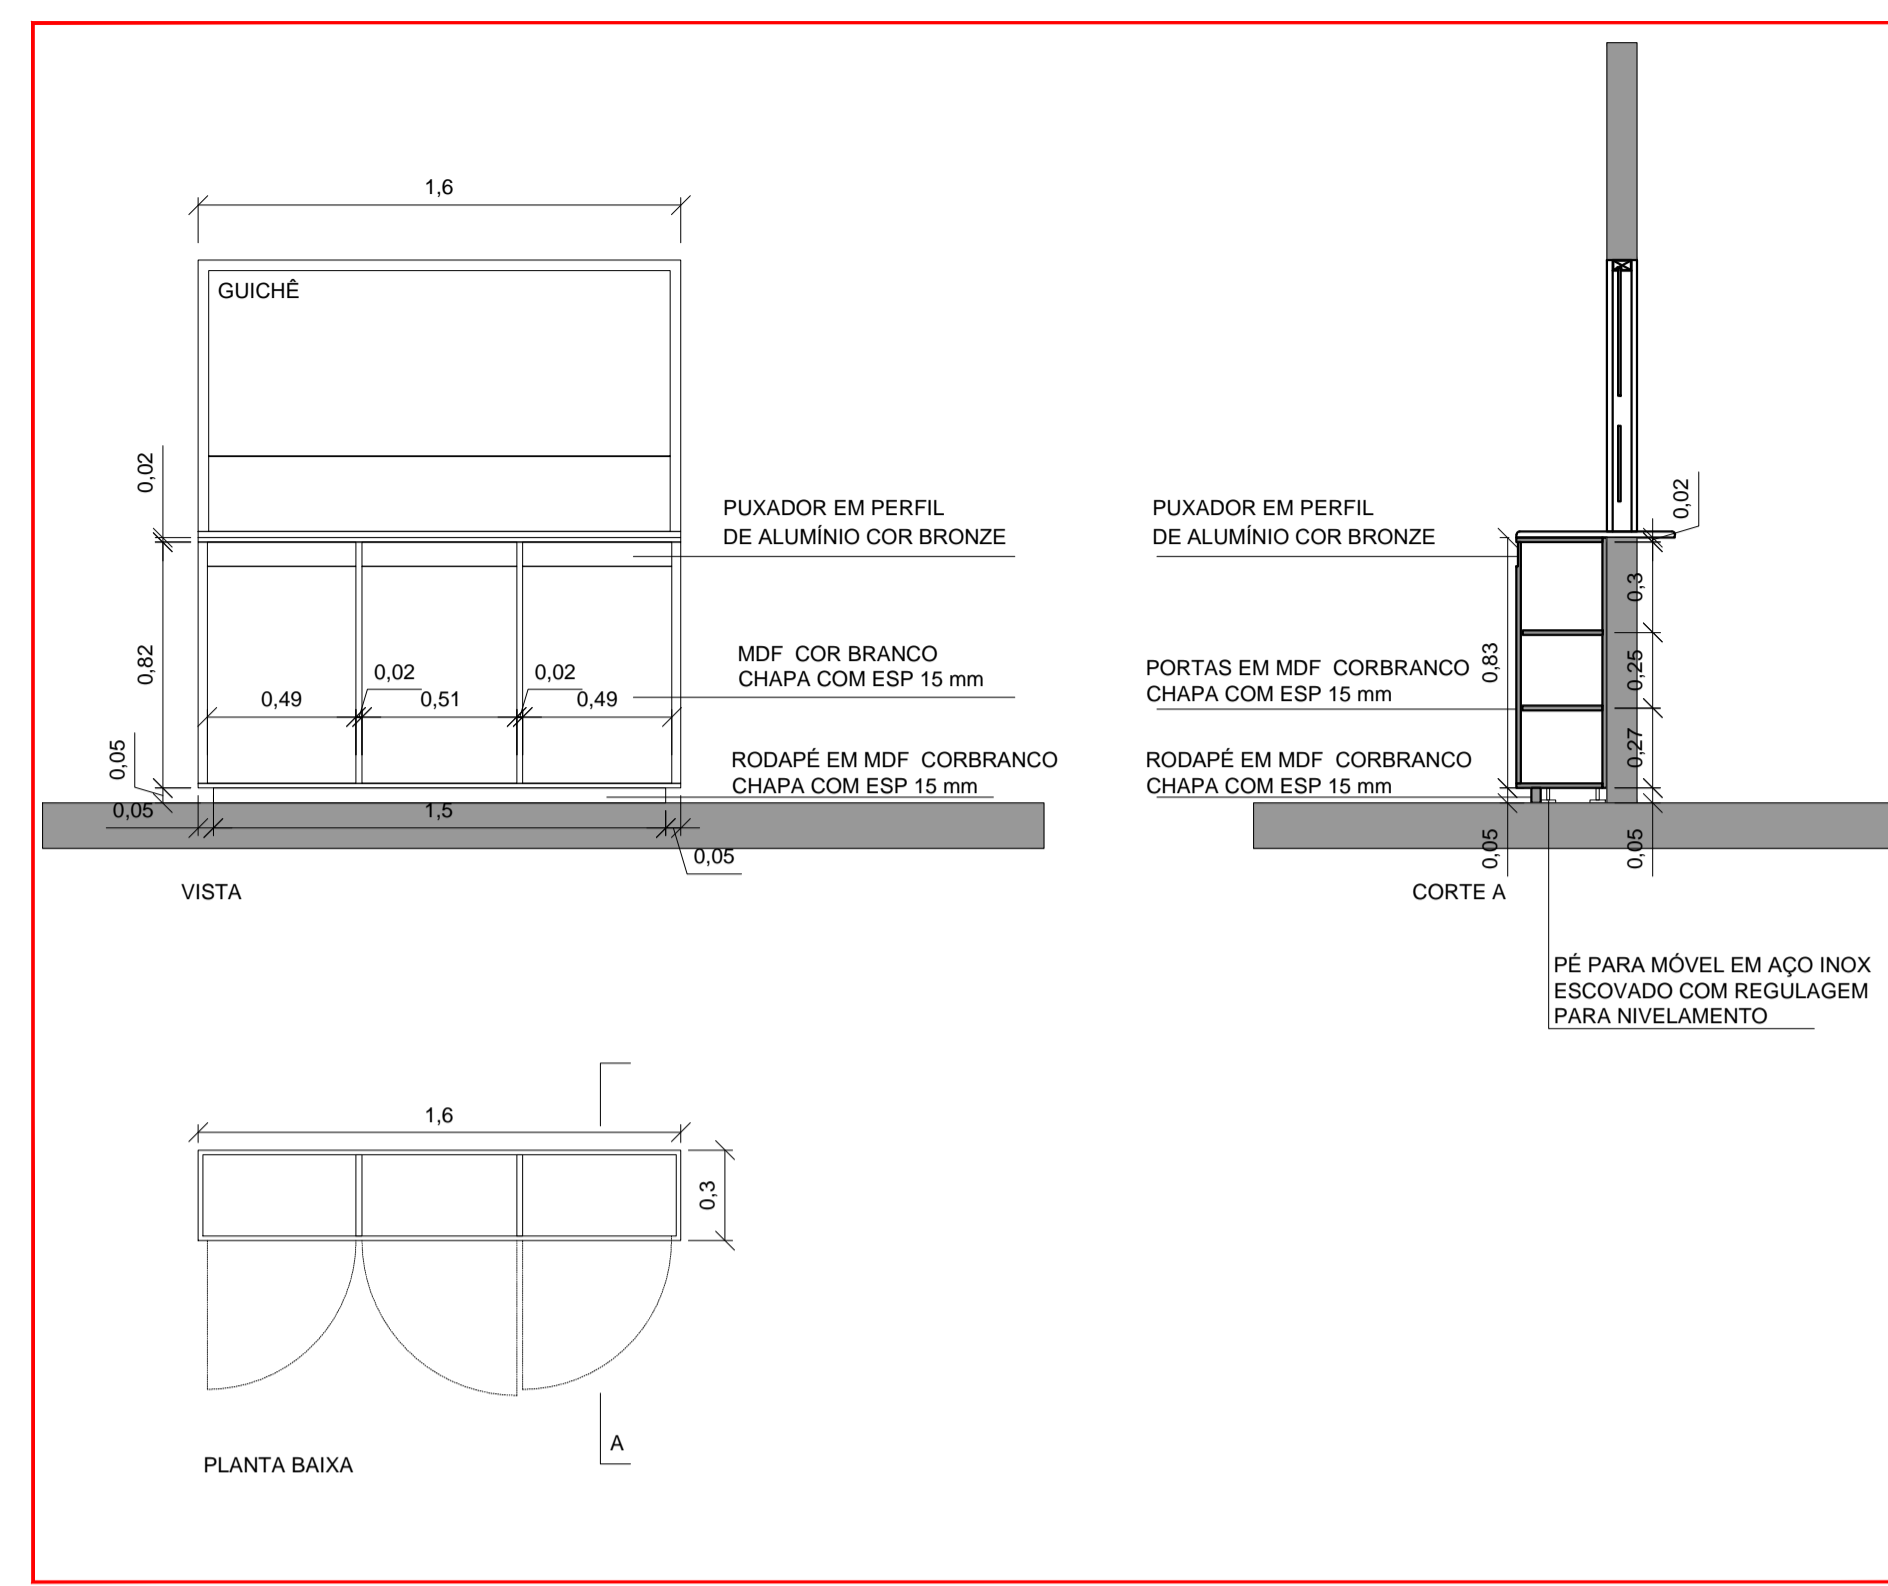 1,6
GUICHÊ
0,02
0,82
0,05
0,49
0,02
0,51
0,02
0,49
0,05
1,5
0,05
PUXADOR EM PERFIL
DE ALUMÍNIO COR BRONZE
MDF COR BRANCO
CHAPA COM ESP 15 mm
RODAPÉ EM MDF CORBRANCO
CHAPA COM ESP 15 mm
VISTA
PUXADOR EM PERFIL
DE ALUMÍNIO COR BRONZE
PORTAS EM MDF CORBRANCO
CHAPA COM ESP 15 mm
RODAPÉ EM MDF CORBRANCO
CHAPA COM ESP 15 mm
0,83
0,05
0,02
0,3
0,25
0,27
0,05
CORTE A
PÉ PARA MÓVEL EM AÇO INOX
ESCOVADO COM REGULAGEM
PARA NIVELAMENTO
1,6
0,3
A
PLANTA BAIXA